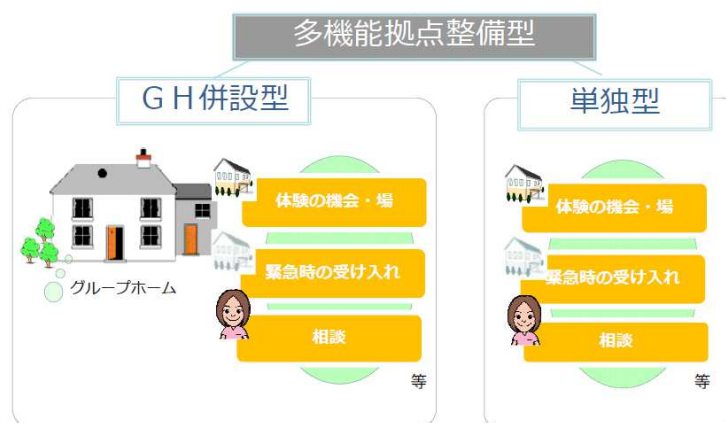 多機能拠点整備型
ＧＨ併設型
体験の機会・場
緊急時の受け入れ
グループホーム
相談
等
単独型
体験の機会・場
緊急時の受け入れ
相談
等